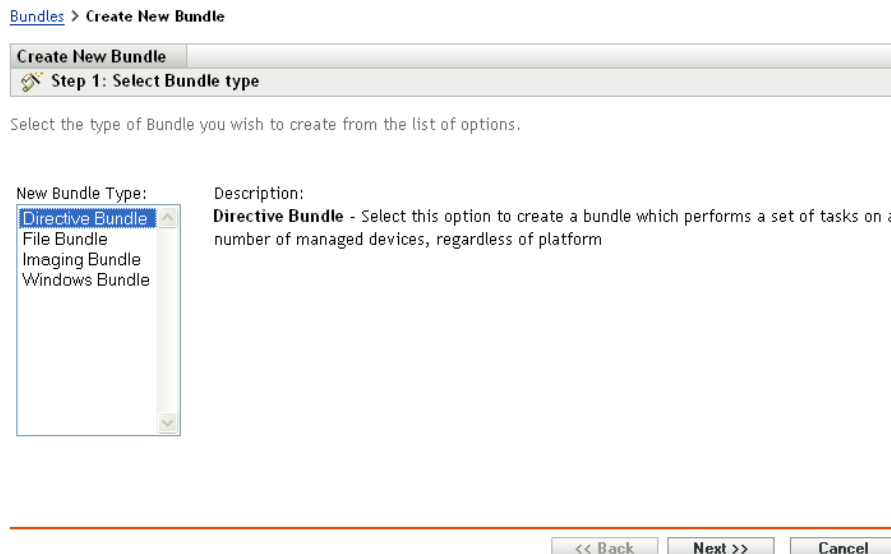 Bundles > Create New Bundle
Create New Bundle
Step 1: Select Bundle type
Select the type of Bundle you wish to create from the list of options.
New Bundle Type:
Directive Bundle
File Bundle
Imaging Bundle
Windows Bundle
Description:
Directive Bundle - Select this option to create a bundle which performs a set of tasks on a
number of managed devices, regardless of platform
<< Back
Next >>
Cancel